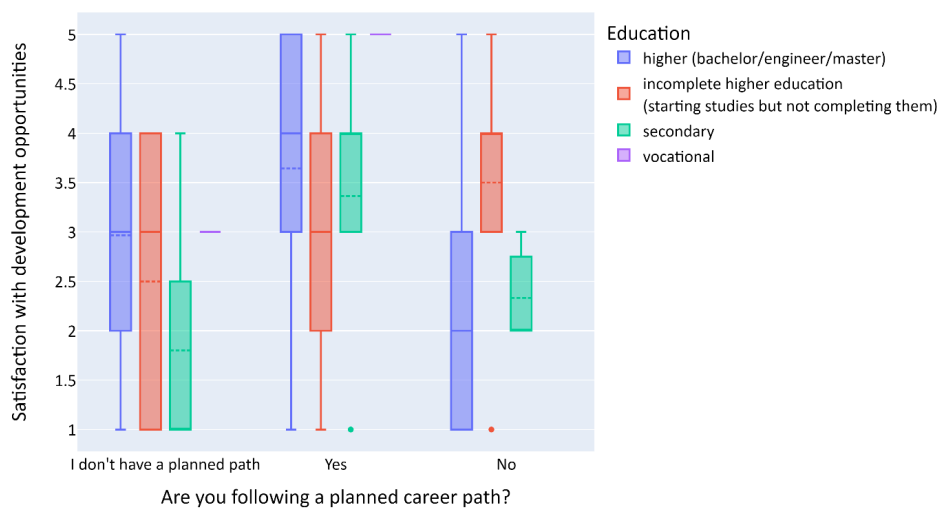 Satisfaction with development opportunities
5
4.5
4
3.5
3
2.5
2
1.5
1
I don't have a planned path
Yes
No
Are you following a planned career path?
Education
higher (bachelor/engineer/master)
incomplete higher education
(starting studies but not completing them)
secondary
vocational